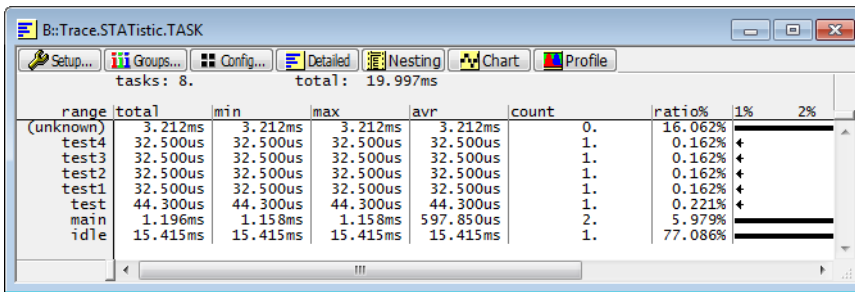 B::Trace.STATistic.TASK
Setup... Groups... Config... Detailed Nesting Chart Profile
tasks: 8. total: 19.997ms
range total min max avr count ratio% 1% 2%
(unknown) 3.212ms 3.212ms 3.212ms 3.212ms 0. 16.062%
test4 32.500us 32.500us 32.500us 32.500us 1. 0.162%
test3 32.500us 32.500us 32.500us 32.500us 1. 0.162%
test2 32.500us 32.500us 32.500us 32.500us 1. 0.162%
test1 32.500us 32.500us 32.500us 32.500us 1. 0.162%
test 44.300us 44.300us 44.300us 44.300us 1. 0.221%
main 1.196ms 1.158ms 1.158ms 597.850us 2. 5.979%
idle 15.415ms 15.415ms 15.415ms 15.415ms 1. 77.086%